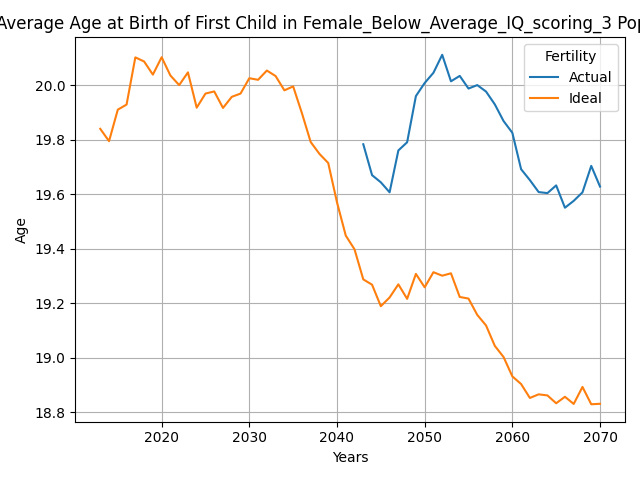 Average Age at Birth of First Child in Female_Below_Average_IQ_scoring_3
Fertility
Actual
Ideal
20.0
19.8
19.6
19.4
19.2
19.0
18.8
Age
2020 2030 2040 2050 2060 2070
Years